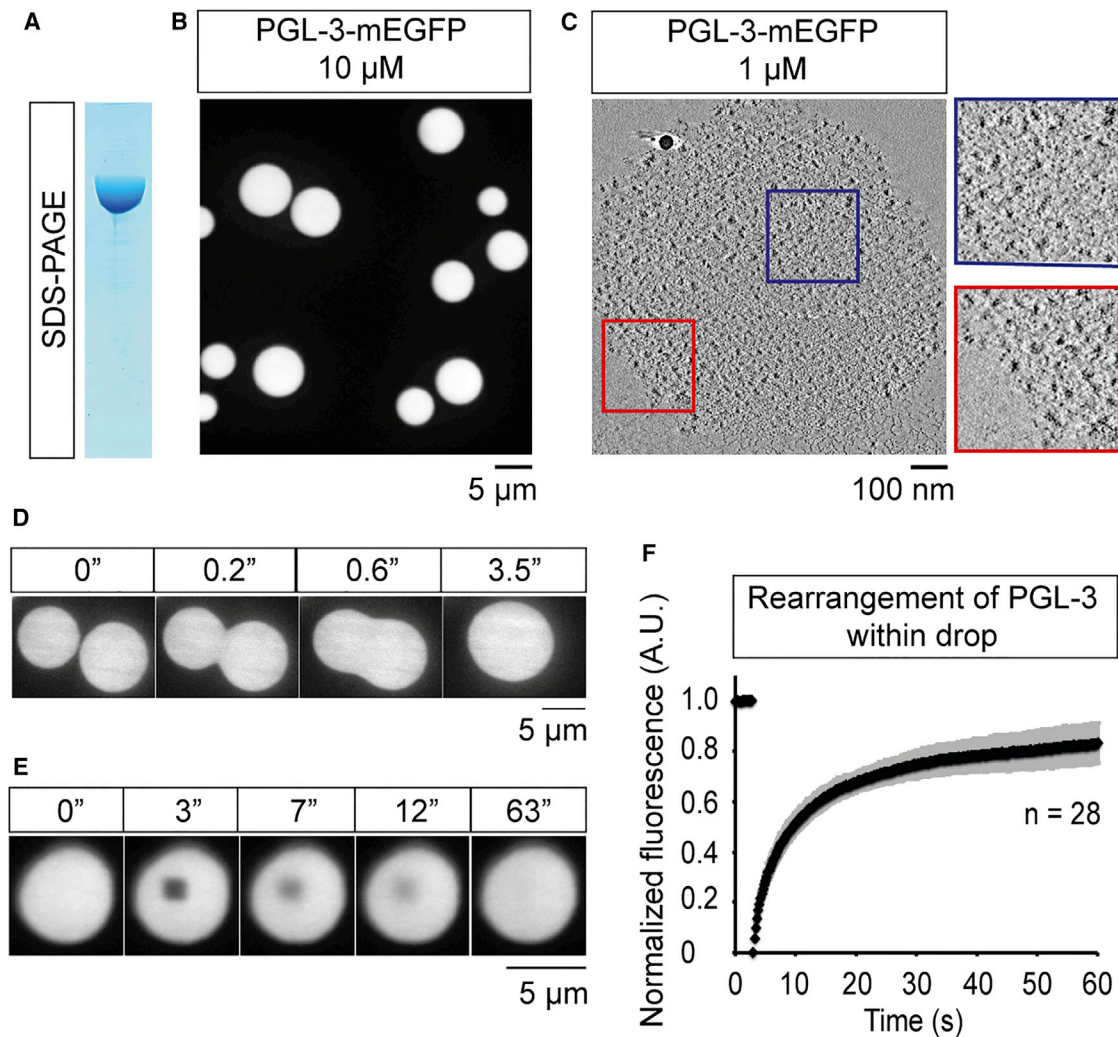 A
SDS-PAGE
B
PGL-3-mEGFP
10 µM
5 µm
C
PGL-3-mEGFP
1 µM
100 nm
D
0” 0.2” 0.6” 3.5”
5 µm
E
0” 3” 7” 12” 63”
5 µm
F
Rearrangement of PGL-3
within drop
Normalized fluorescence (A.U.)
1.0
0.8
0.6
0.4
0.2
0
n = 28
0 10 20 30 40 50 60
Time (s)